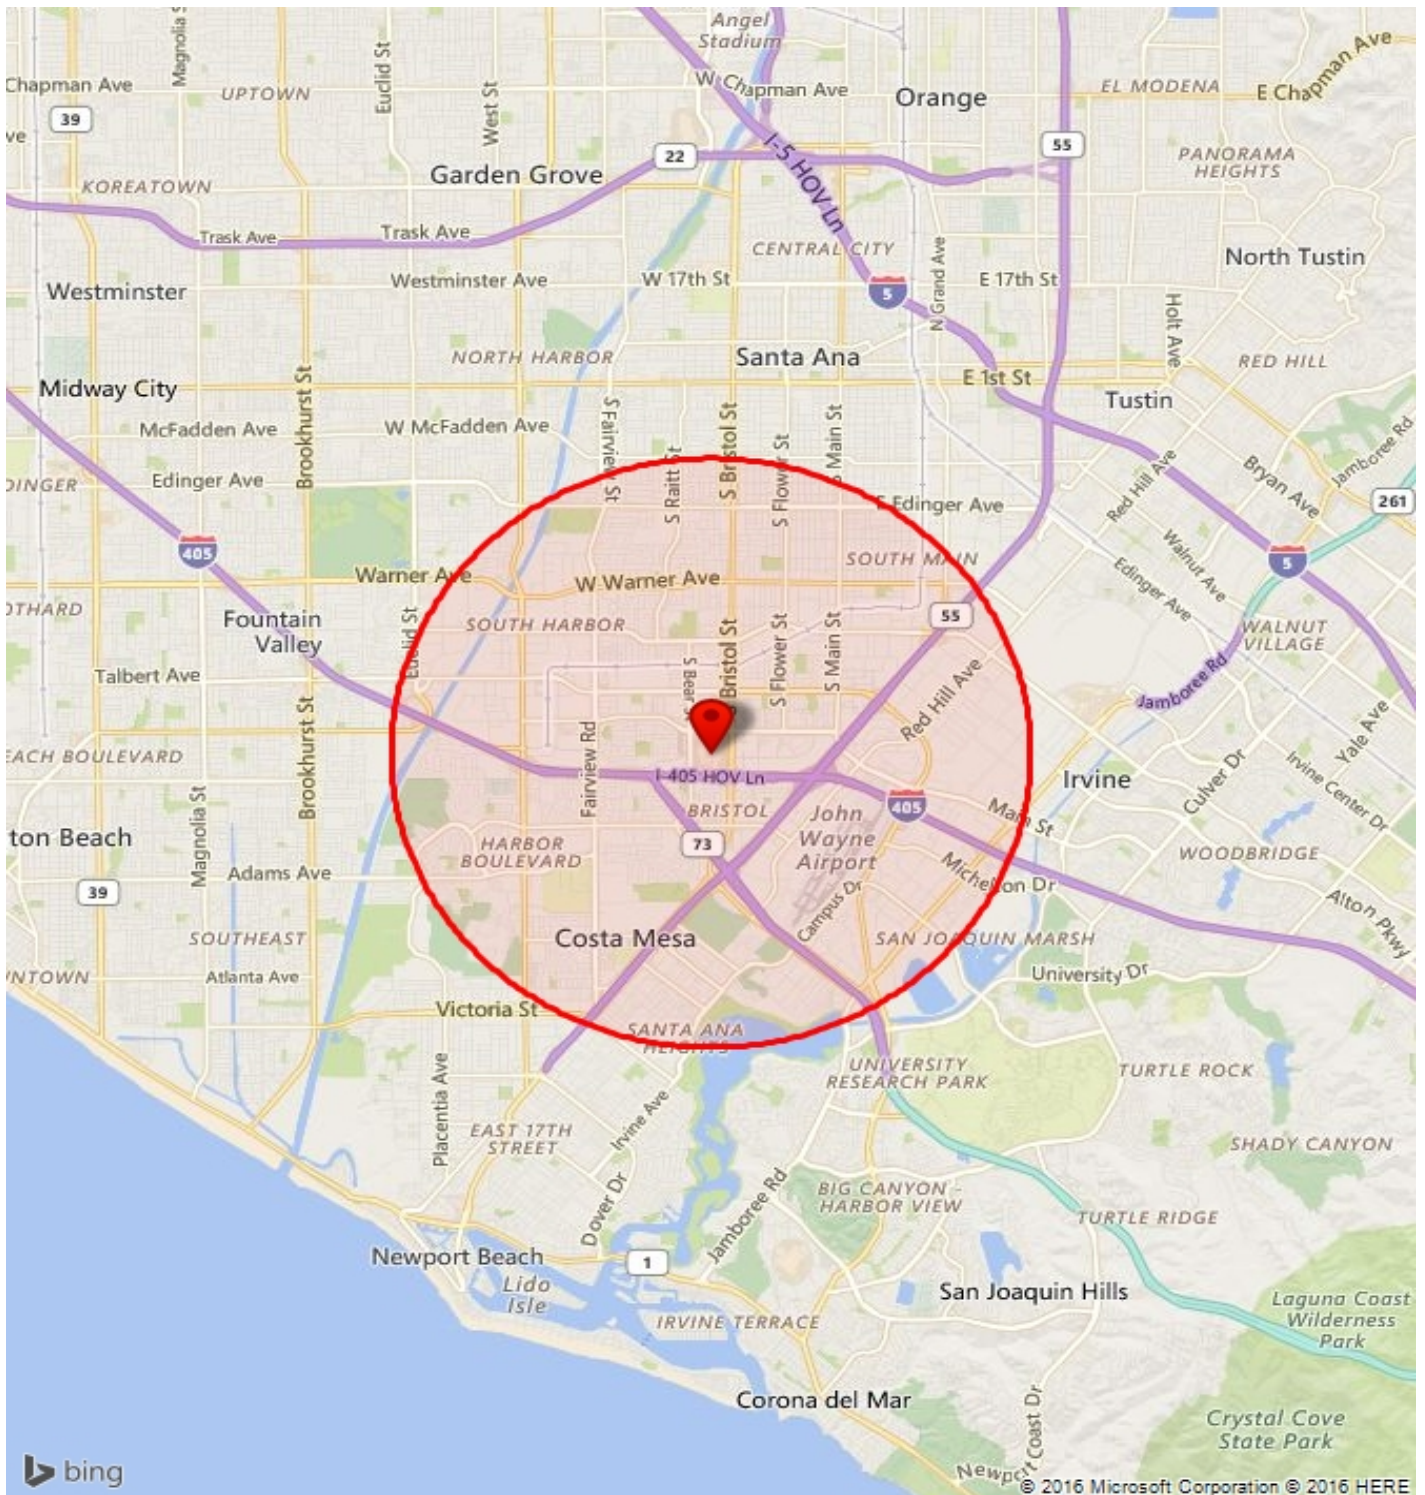 Angel
Stadium
Magnolia S
Euclid St
West St
Chapman Ave
W Chapman Ave
Orange
EL MODENA
E Chapman Ave
UPTOWN
39
ve
22
I-5 HOV Ln
55
PANORAMA
HEIGHTS
Garden Grove
KOREATOWN
Trask Ave
Trask Ave
CENTRAL CITY
North Tustin
Westminster
Westminster Ave
W 17th St
5
N Grand Ave
E 17th St
Holt Ave
NORTH HARBOR
Santa Ana
RED HILL
Midway City
Brookhurst St
E 1st St
Tustin
McFadden Ave
W McFadden Ave
S Fairview St
S Raitt St
S Bristol St
S Flower St
S Main St
Jamboree Rd
DINGER
Edinger Ave
E Edinger Ave
Red Hill Ave
Bryan Ave
261
405
SOUTH MAIN
Walnut Ave
5
Warner Ave
W Warner Ave
Edinger Ave
OTHARD
Fountain
Valley
Euclid St
SOUTH HARBOR
55
WALNUT
VILLAGE
Talbert Ave
S Bear St
S Bristol St
S Flower St
S Main St
Red Hill Ave
Jamboree Rd
EACH BOULEVARD
Brookhurst St
Fairview Rd
I-405 HOV Ln
Irvine
Culver Dr
Yale Ave
Irvine Center Dr
ton Beach
Magnolia St
HARBOR
BOULEVARD
BRISTOL
73
John
Wayne
Airport
405
Main St
WOODBRIDGE
39
Adams Ave
Campus Dr
Michelson Dr
Alton Pkwy
SOUTHEAST
Costa Mesa
SAN JOAQUIN MARSH
NTOWN
Atlanta Ave
University Dr
Victoria St
SANTA ANA
HEIGHTS
Placentia Ave
UNIVERSITY
RESEARCH PARK
TURTLE ROCK
EAST 17TH
STREET
Irvine Ave
SHADY CANYON
Dover Dr
Jamboree Rd
BIG CANYON -
HARBOR VIEW
TURTLE RIDGE
Newport Beach
1
Lido
Isle
San Joaquin Hills
IRVINE TERRACE
Laguna Coast
Wilderness
Park
Corona del Mar
Newport Coast Dr
Crystal Cove
State Park
bing
© 2016 Microsoft Corporation © 2016 HERE